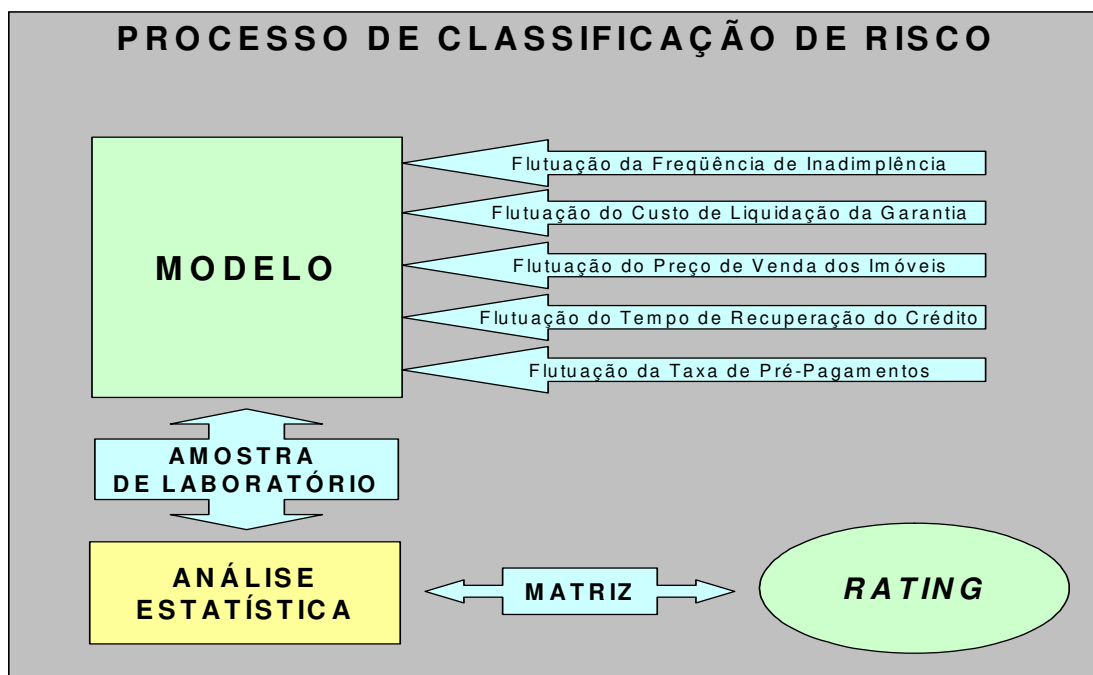 PROCESSO DE CLASSIFICAÇÃO DE RISCO
MODELO
Flutuação da Freqüência de Inadimplência
Flutuação do Custo de Liquidação da Garantia
Flutuação do Preço de Venda dos Imóveis
Flutuação do Tempo de Recuperação do Crédito
Flutuação da Taxa de Pré-Pagamentos
AMOSTRA
DE LABORATÓRIO
ANÁLISE
ESTATÍSTICA
MATRIZ
RATING